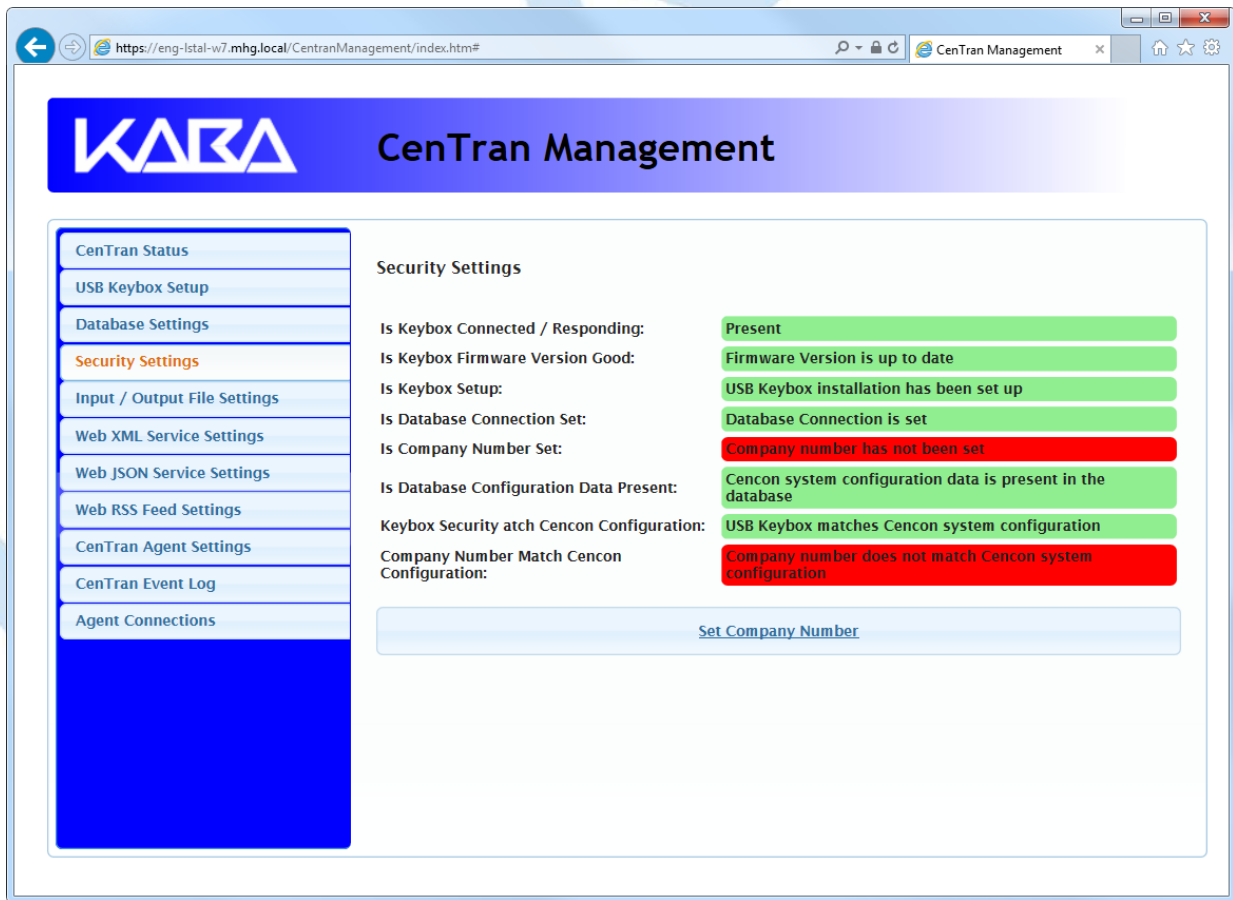 https://eng-lstal-w7.mhg.local/CentranManagement/index.htm#
CenTran Management
KABA
CenTran Management
CenTran Status
USB Keybox Setup
Database Settings
Security Settings
Input / Output File Settings
Web XML Service Settings
Web JSON Service Settings
Web RSS Feed Settings
CenTran Agent Settings
CenTran Event Log
Agent Connections
Security Settings
Is Keybox Connected / Responding: Present
Is Keybox Firmware Version Good: Firmware Version is up to date
Is Keybox Setup: USB Keybox installation has been set up
Is Database Connection Set: Database Connection is set
Is Company Number Set: Company number has not been set
Is Database Configuration Data Present: Cencon system configuration data is present in the
database
Keybox Security atch Cencon Configuration: USB Keybox matches Cencon system configuration
Company Number Match Cencon
Configuration:
Company number does not match Cencon system
configuration
Set Company Number